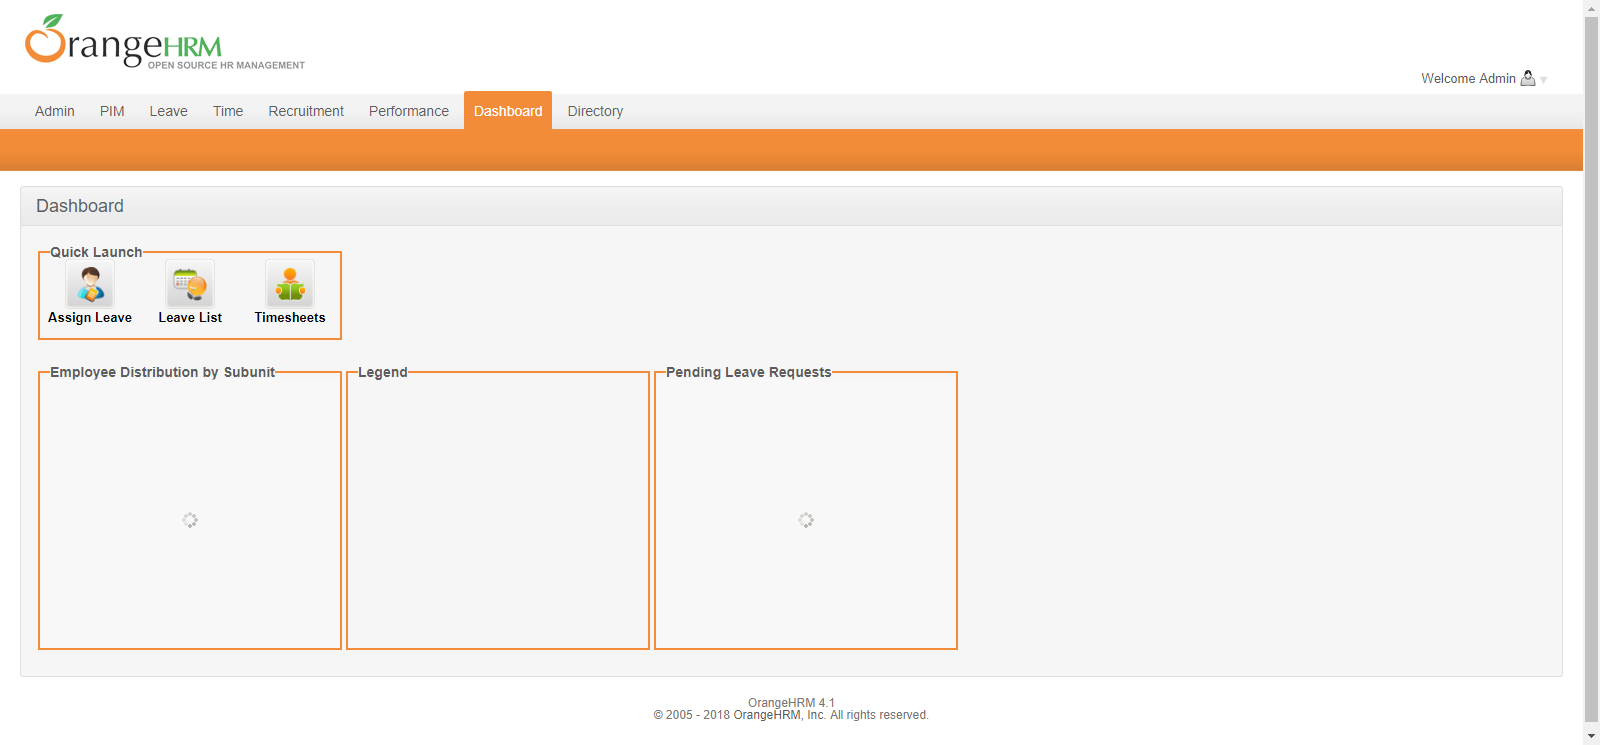 OrangeHRM
OPEN SOURCE HR MANAGEMENT
Welcome Admin
Admin PIM Leave Time Recruitment Performance Dashboard Directory
Dashboard
Quick Launch
Assign Leave Leave List Timesheets
Employee Distribution by Subunit Legend Pending Leave Requests
OrangeHRM 4.1
© 2005 - 2018 OrangeHRM, Inc. All rights reserved.